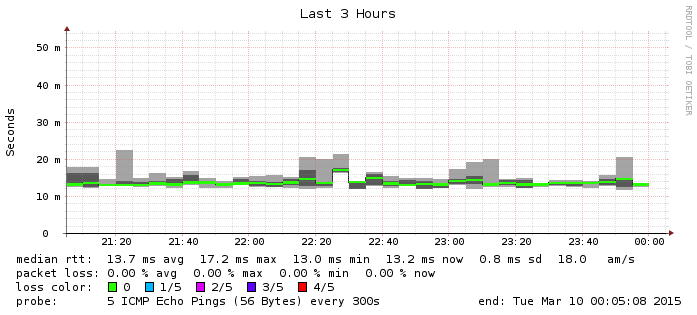 Last 3 Hours
RRDTOOL / TOBI OETIKER
Seconds
50 m
40 m
30 m
20 m
10 m
0
21:20 21:40 22:00 22:20 22:40 23:00 23:20 23:40 00:00
median rtt: 13.7 ms avg 17.2 ms max 13.0 ms min 13.2 ms now 0.8 ms sd 18.0 am/s
packet loss: 0.00 % avg 0.00 % max 0.00 % min 0.00 % now
loss color: 0 1/5 2/5 3/5 4/5
probe: 5 ICMP Echo Pings (56 Bytes) every 300s end: Tue Mar 10 00:05:08 2015